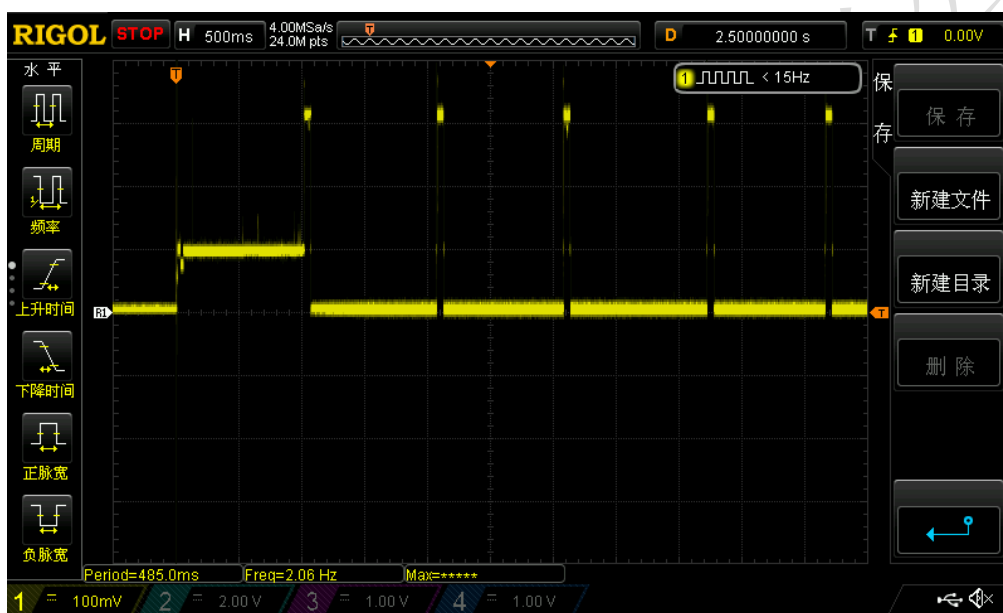 RIGOL STOP H 500ms 4.00MSa/s D 2.50000000 s T 1 0.00V
24.0M pts
水平
T
1 < 15Hz
保存
保存
周期
新建文件
频率
新建目录
上升时间
R1
T
删除
下降时间
正脉宽
负脉宽
Period=485.0ms Freq=2.06 Hz Max=*****
1 = 100mV 2 = 2.00 V 3 = 1.00 V 4 = 1.00 V